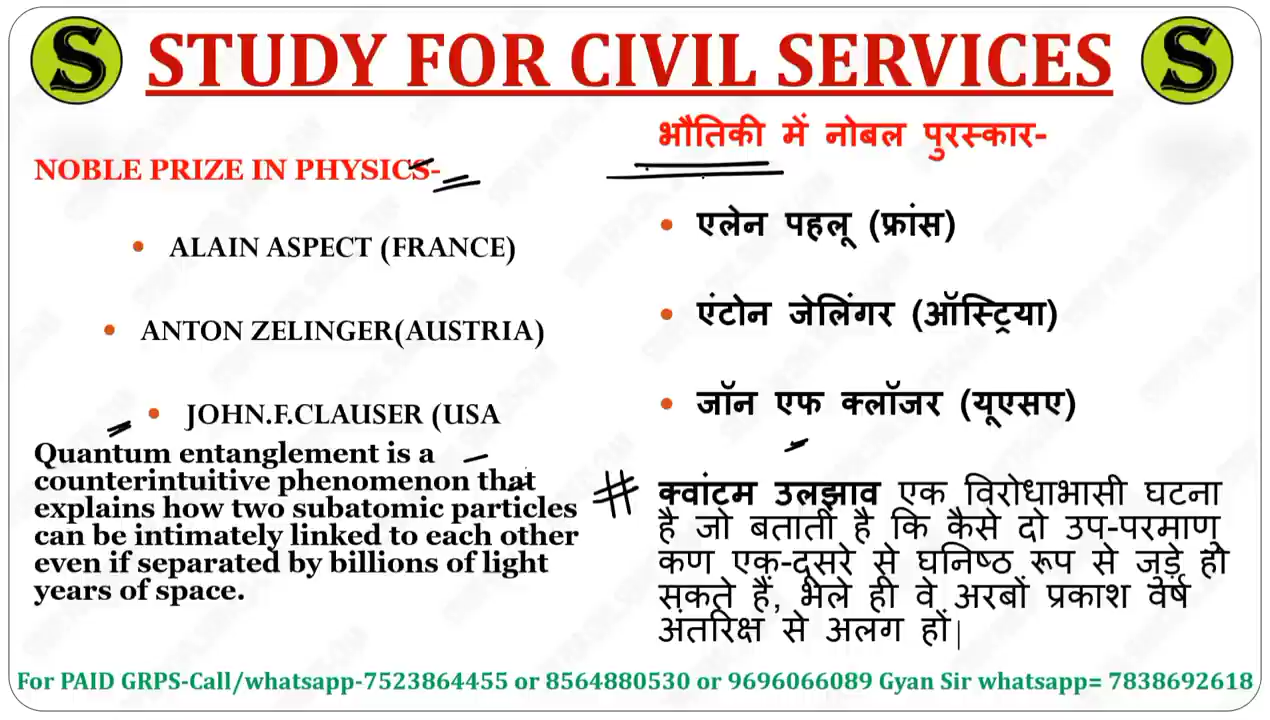 S STUDY FOR CIVIL SERVICES S
NOBLE PRIZE IN PHYSICS-
ALAIN ASPECT (FRANCE)
ANTON ZELINGER(AUSTRIA)
JOHN.F.CLAUSER (USA
Quantum entanglement is a
counterintuitive phenomenon that
explains how two subatomic particles
can be intimately linked to each other
even if separated by billions of light
years of space.
भौतिकी में नोबल पुरस्कार-
एलेन पहलू (फ्रांस)
एंटोन जेलिंगर (ऑस्ट्रिया)
जॉन एफ क्लॉजर (यूएसए)
# क्वांटम उलझाव एक विरोधाभासी घटना
है जो बताती है कि कैसे दो उप-परमाणु
कण एक-दूसरे से घनिष्ठ रूप से जुड़े हो
सकते हैं, भले ही वे अरबों प्रकाश वर्ष
अंतरिक्ष से अलग हों|
For PAID GRPS-Call/whatsapp-7523864455 or 8564880530 or 9696066089 Gyan Sir whatsapp= 7838692618